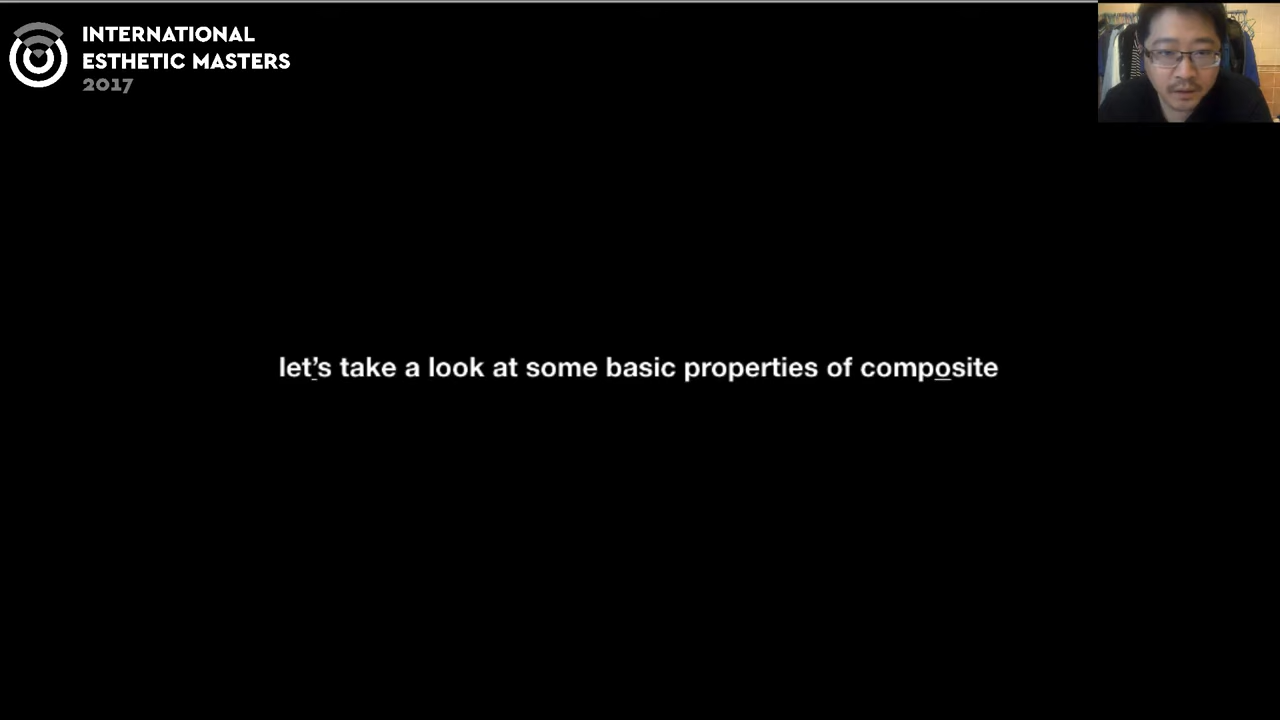 INTERNATIONAL
ESTHETIC MASTERS
2017
let’s take a look at some basic properties of composite